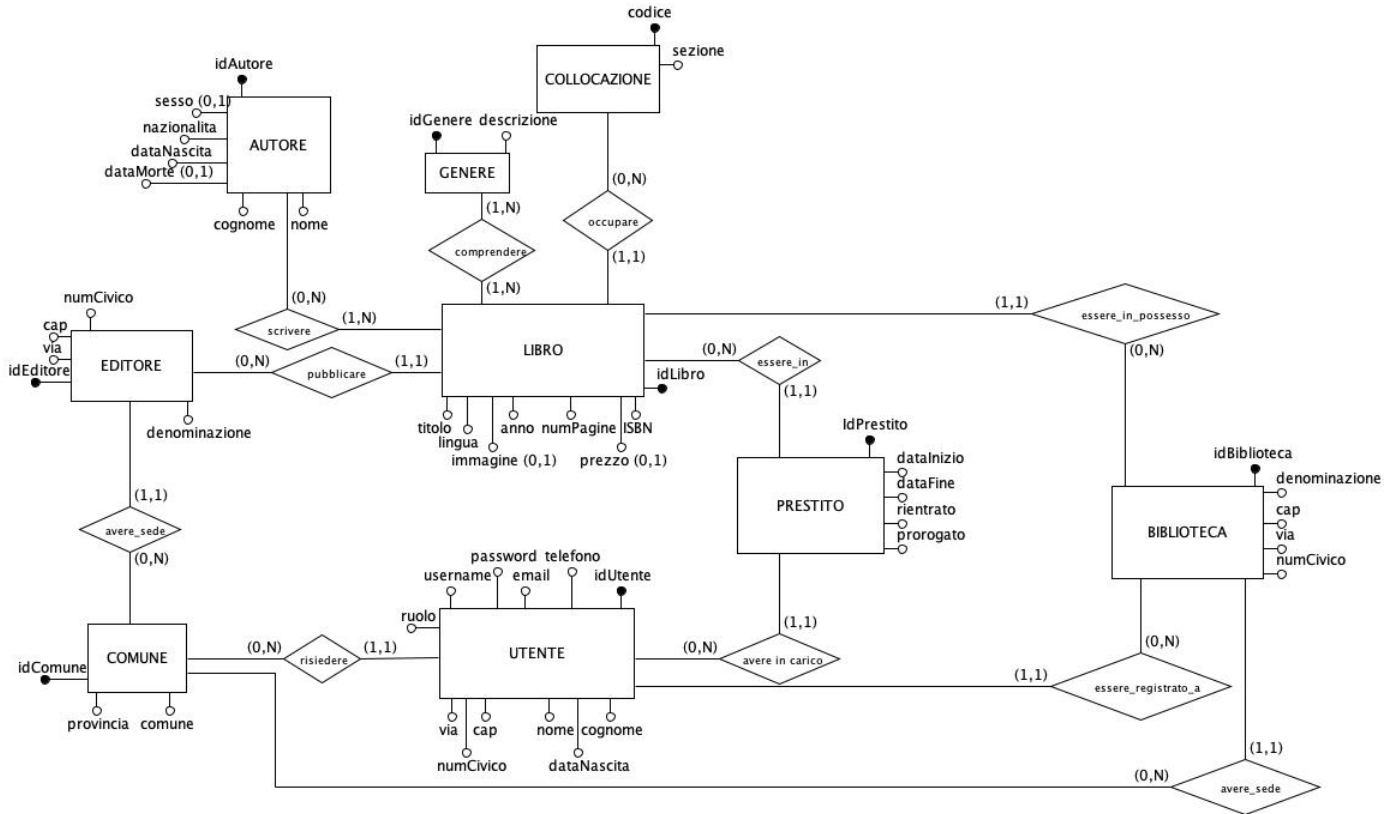 codice
sezione
COLLOCAZIONE
idAutore
sesso (0,1)
nazionalita
dataNascita
dataMorte (0,1)
AUTORE
cognome
nome
idGenere
descrizione
GENERE
(1,N)
comprendere
(1,N)
(0,N)
occupare
(1,1)
(0,N)
scrivere
(1,N)
numCivico
cap
via
idEditore
EDITORE
denominazione
(0,N)
pubblicare
(1,1)
LIBRO
(0,N)
essere_in
(1,1)
idLibro
titolo
lingua
immagine (0,1)
anno
numPagine
ISBN
prezzo (0,1)
(1,1)
essere_in_possesso
(0,N)
IdPrestito
dataInizio
dataFine
rientrato
prorogato
PRESTITO
idBiblioteca
denominazione
cap
via
numCivico
BIBLIOTECA
(1,1)
avere_sede
(0,N)
password
telefono
username
email
idUtente
ruolo
UTENTE
via
cap
numCivico
nome
cognome
dataNascita
(1,1)
avere in carico
(0,N)
(0,N)
essere_registrato_a
(1,1)
idComune
COMUNE
provincia
comune
(0,N)
risiedere
(1,1)
(1,1)
avere_sede
(0,N)